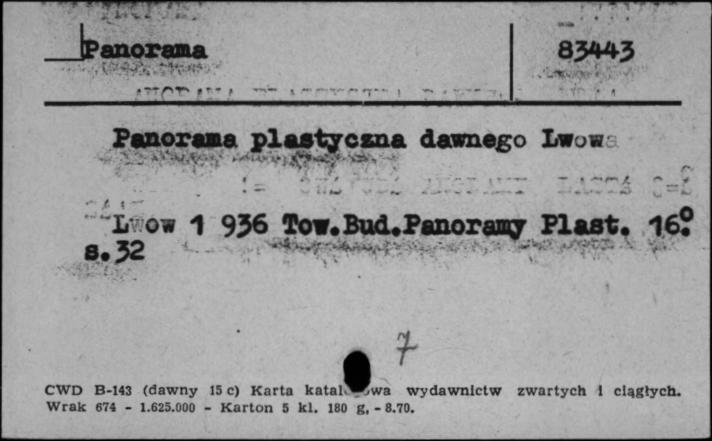 Panorama 83443
Panorama plastyczna dawnego Lwowa
Lwow 1 936 Tow.Bud.Panoramy Plast. 16°.
s.32
7
CWD B-143 (dawny 15 c) Karta katalogowa wydawnictw zwartych i ciągłych.
Wrak 674 - 1.625.000 - Karton 5 kl. 180 g, - 8.70.